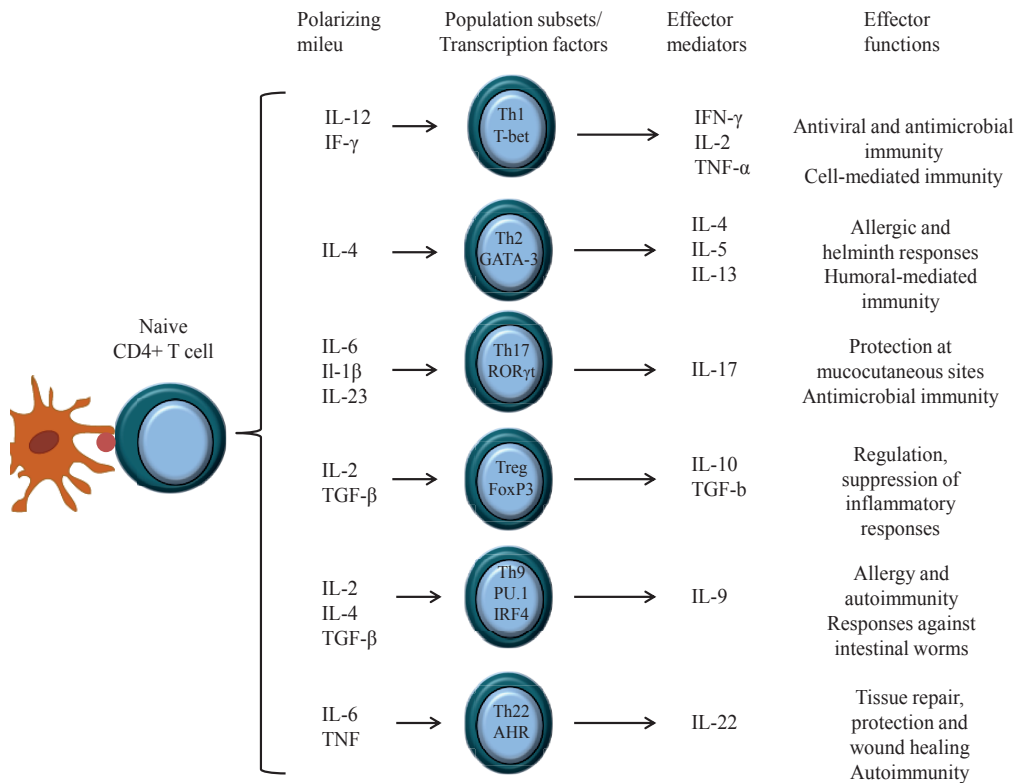 Polarizing
mileu
Population subsets/
Transcription factors
Effector
mediators
Effector
functions
Naive
CD4+ T cell
IL-12
IF-γ
Th1
T-bet
IFN-γ
IL-2
TNF-α
Antiviral and antimicrobial
immunity
Cell-mediated immunity
IL-4
Th2
GATA-3
IL-4
IL-5
IL-13
Allergic and
helminth responses
Humoral-mediated
immunity
IL-6
Il-1β
IL-23
Th17
RORγt
IL-17
Protection at
mucocutaneous sites
Antimicrobial immunity
IL-2
TGF-β
Treg
FoxP3
IL-10
TGF-b
Regulation,
suppression of
inflammatory
responses
IL-2
IL-4
TGF-β
Th9
PU.1
IRF4
IL-9
Allergy and
autoimmunity
Responses against
intestinal worms
IL-6
TNF
Th22
AHR
IL-22
Tissue repair,
protection and
wound healing
Autoimmunity